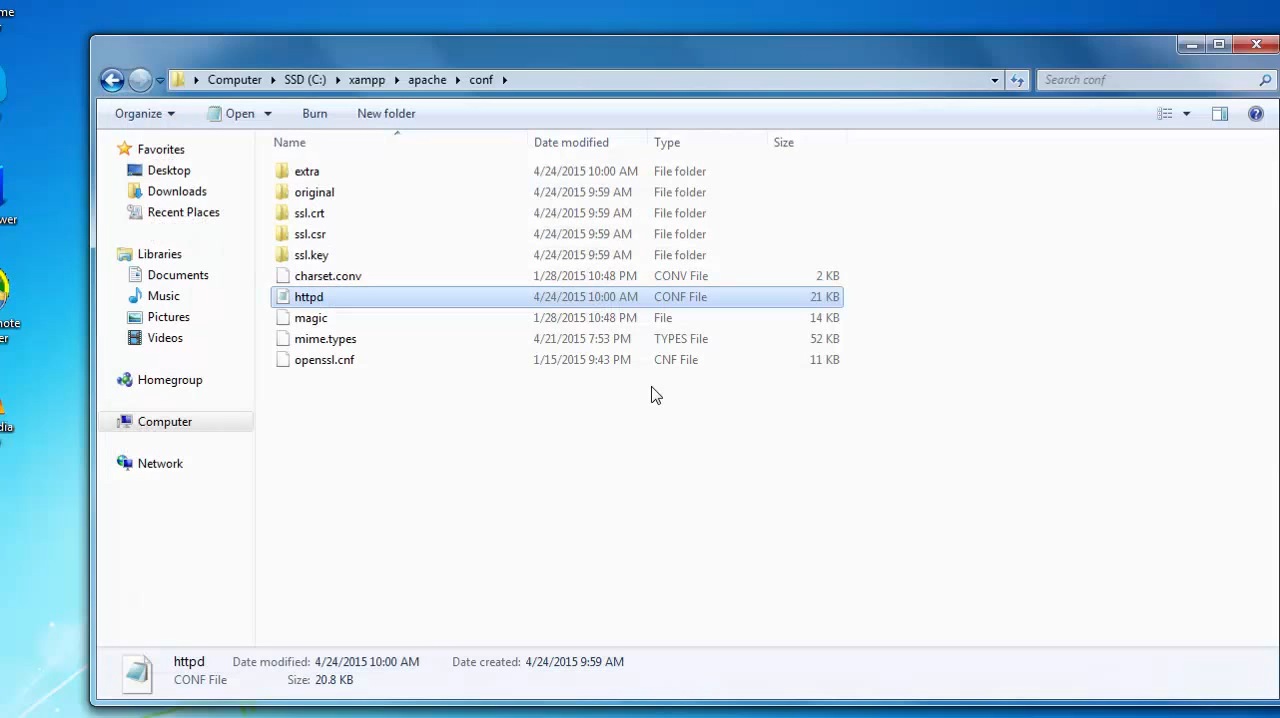 me
Computer SSD (C:) xampp apache conf
Search conf
Organize Open Burn New folder
Name Date modified Type Size
Favorites
Desktop
Downloads
Recent Places
Libraries
Documents
Music
Pictures
Videos
Homegroup
Computer
Network
extra 4/24/2015 10:00 AM File folder
original 4/24/2015 9:59 AM File folder
ssl.crt 4/24/2015 9:59 AM File folder
ssl.csr 4/24/2015 9:59 AM File folder
ssl.key 4/24/2015 9:59 AM File folder
charset.conv 1/28/2015 10:48 PM CONV File 2 KB
httpd 4/24/2015 10:00 AM CONF File 21 KB
magic 1/28/2015 10:48 PM File 14 KB
mime.types 4/21/2015 7:53 PM TYPES File 52 KB
openssl.cnf 1/15/2015 9:43 PM CNF File 11 KB
wer
note
er
dia
httpd Date modified: 4/24/2015 10:00 AM Date created: 4/24/2015 9:59 AM
CONF File Size: 20.8 KB